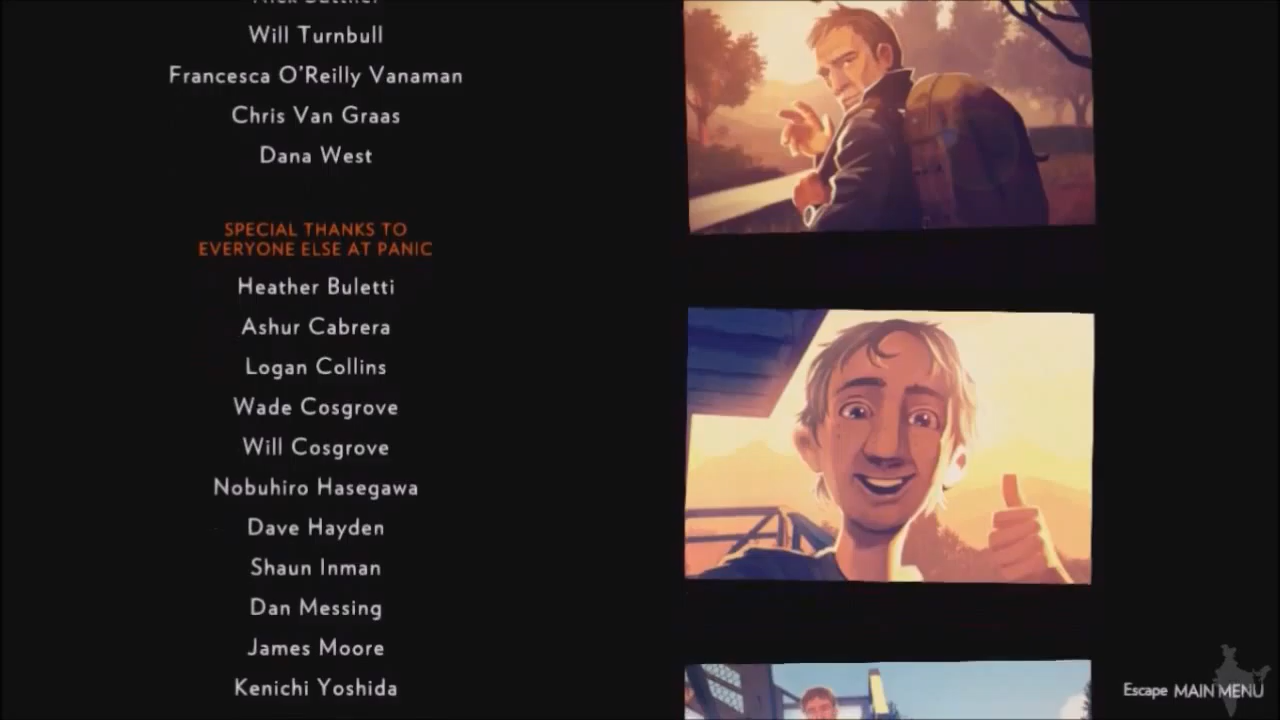 Will Turnbull
Francesca O'Reilly Vanaman
Chris Van Graas
Dana West
SPECIAL THANKS TO
EVERYONE ELSE AT PANIC
Heather Buletti
Ashur Cabrera
Logan Collins
Wade Cosgrove
Will Cosgrove
Nobuhiro Hasegawa
Dave Hayden
Shaun Inman
Dan Messing
James Moore
Kenichi Yoshida
Escape MAIN MENU